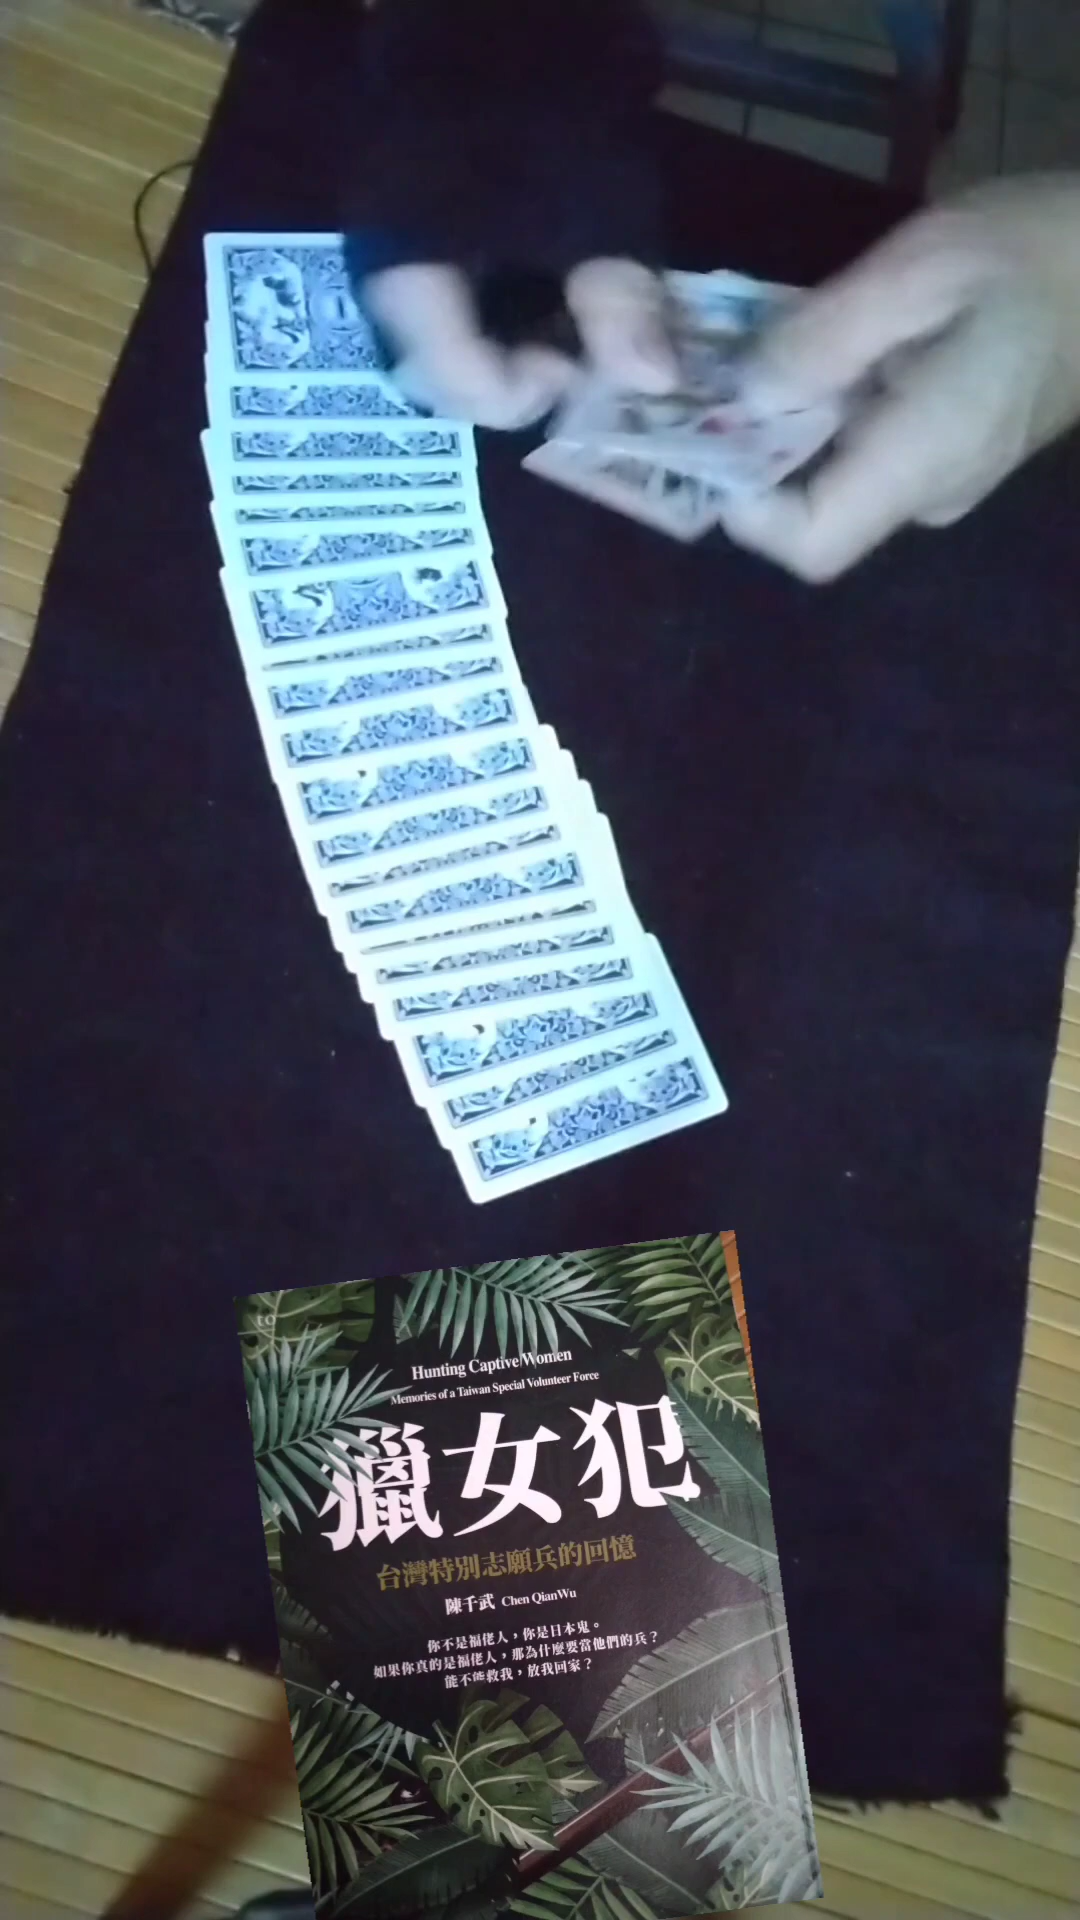 to
Hunting Captive Women
Memories of a Taiwan Special Volunteer Force
獵女犯
台灣特別志願兵的回憶
陳千武 Chen QianWu
你不是福佬人，你是日本鬼。
如果你真的是福佬人，那為什麼要當他們的兵？
能不能救我，放我回家？